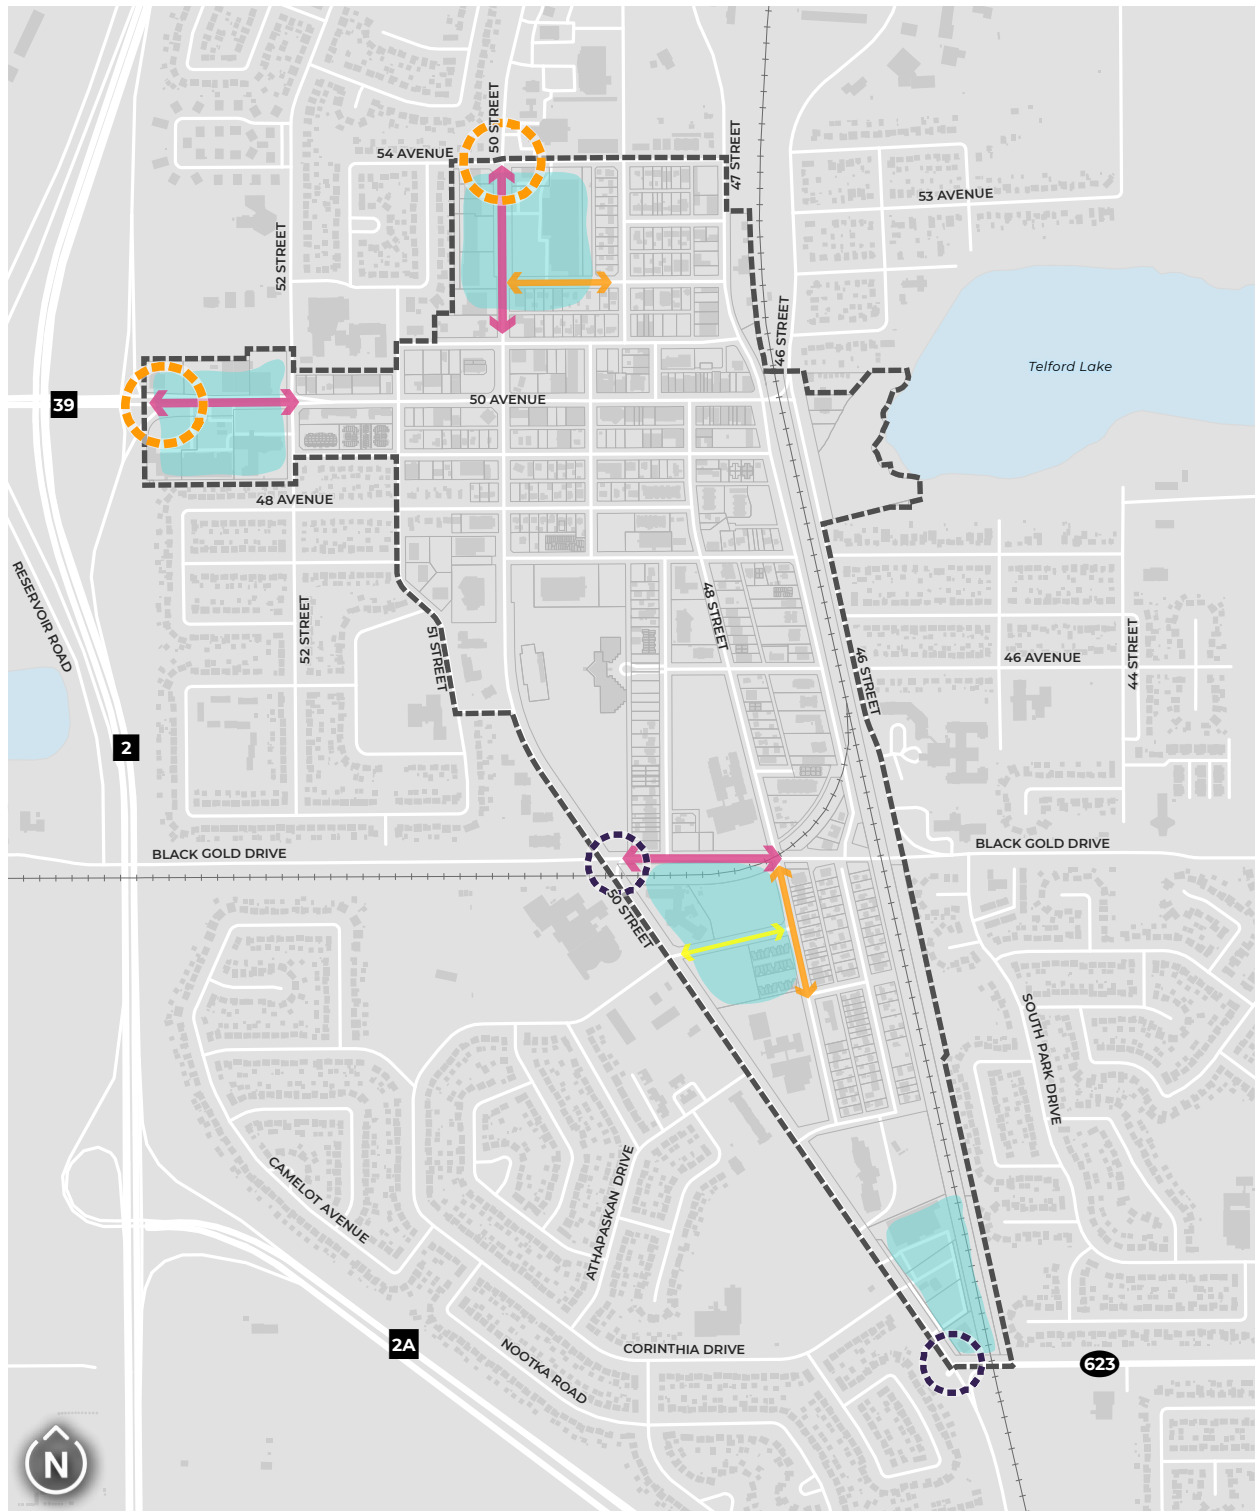 50 STREET
54 AVENUE
47 STREET
53 AVENUE
52 STREET
46 STREET
Telford Lake
39
50 AVENUE
48 AVENUE
RESERVOIR ROAD
52 STREET
51 STREET
48 STREET
46 STREET
46 AVENUE
44 STREET
2
BLACK GOLD DRIVE
BLACK GOLD DRIVE
50 STREET
SOUTH PARK DRIVE
CAMELOT AVENUE
ATHAPASKAN DRIVE
2A
NOOTKA ROAD
CORINTHIA DRIVE
623
N